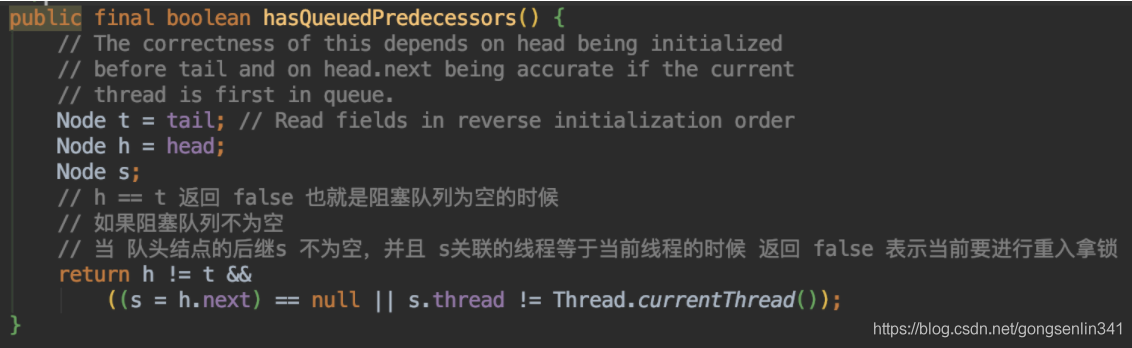 public final boolean hasQueuedPredecessors() {
// The correctness of this depends on head being initialized
// before tail and on head.next being accurate if the current
// thread is first in queue.
Node t = tail; // Read fields in reverse initialization order
Node h = head;
Node s;
// h == t 返回 false 也就是阻塞队列为空的时候
// 如果阻塞队列不为空
// 当 队头结点的后继s 不为空，并且 s关联的线程等于当前线程的时候 返回 false 表示当前要进行重入拿锁
return h != t &&
((s = h.next) == null || s.thread != Thread.currentThread());
}
https://blog.csdn.net/gongsenlin341